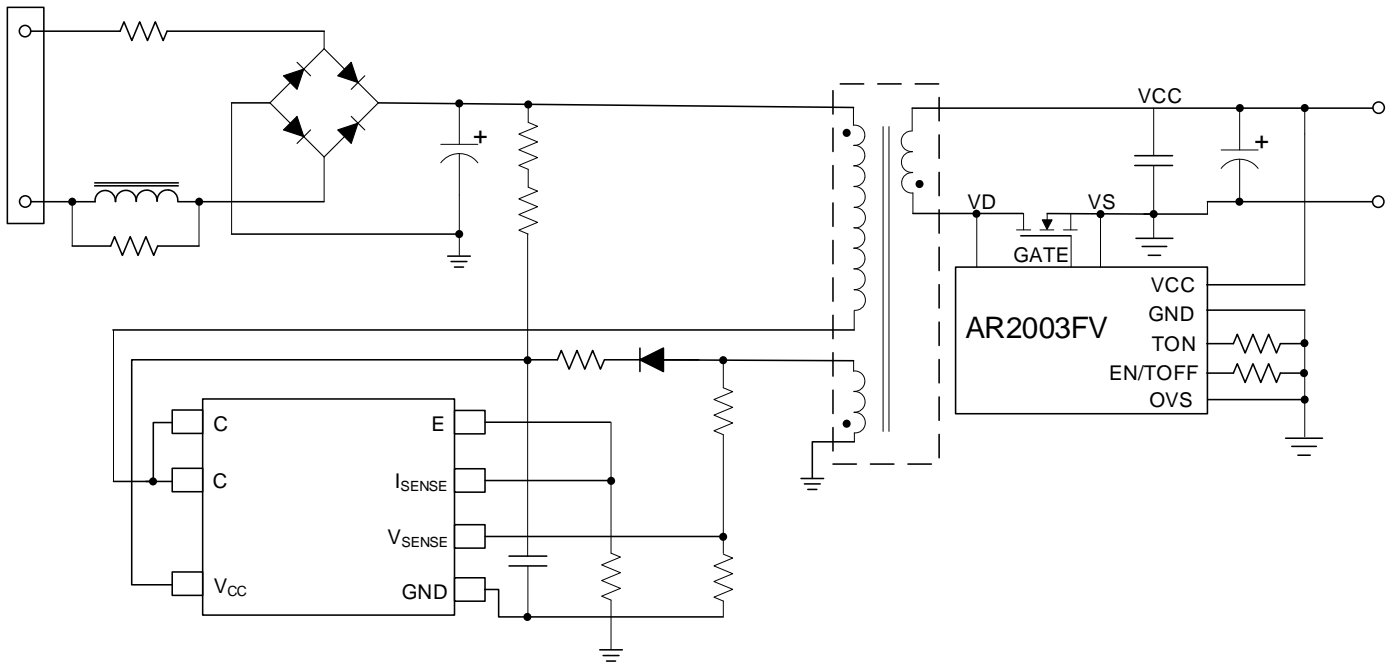 +
VCC
+
VD
VS
GATE
AR2003FV
VCC
GND
TON
EN/TOFF
OVS
C
E
C
ISENSE
VSENSE
VCC
GND